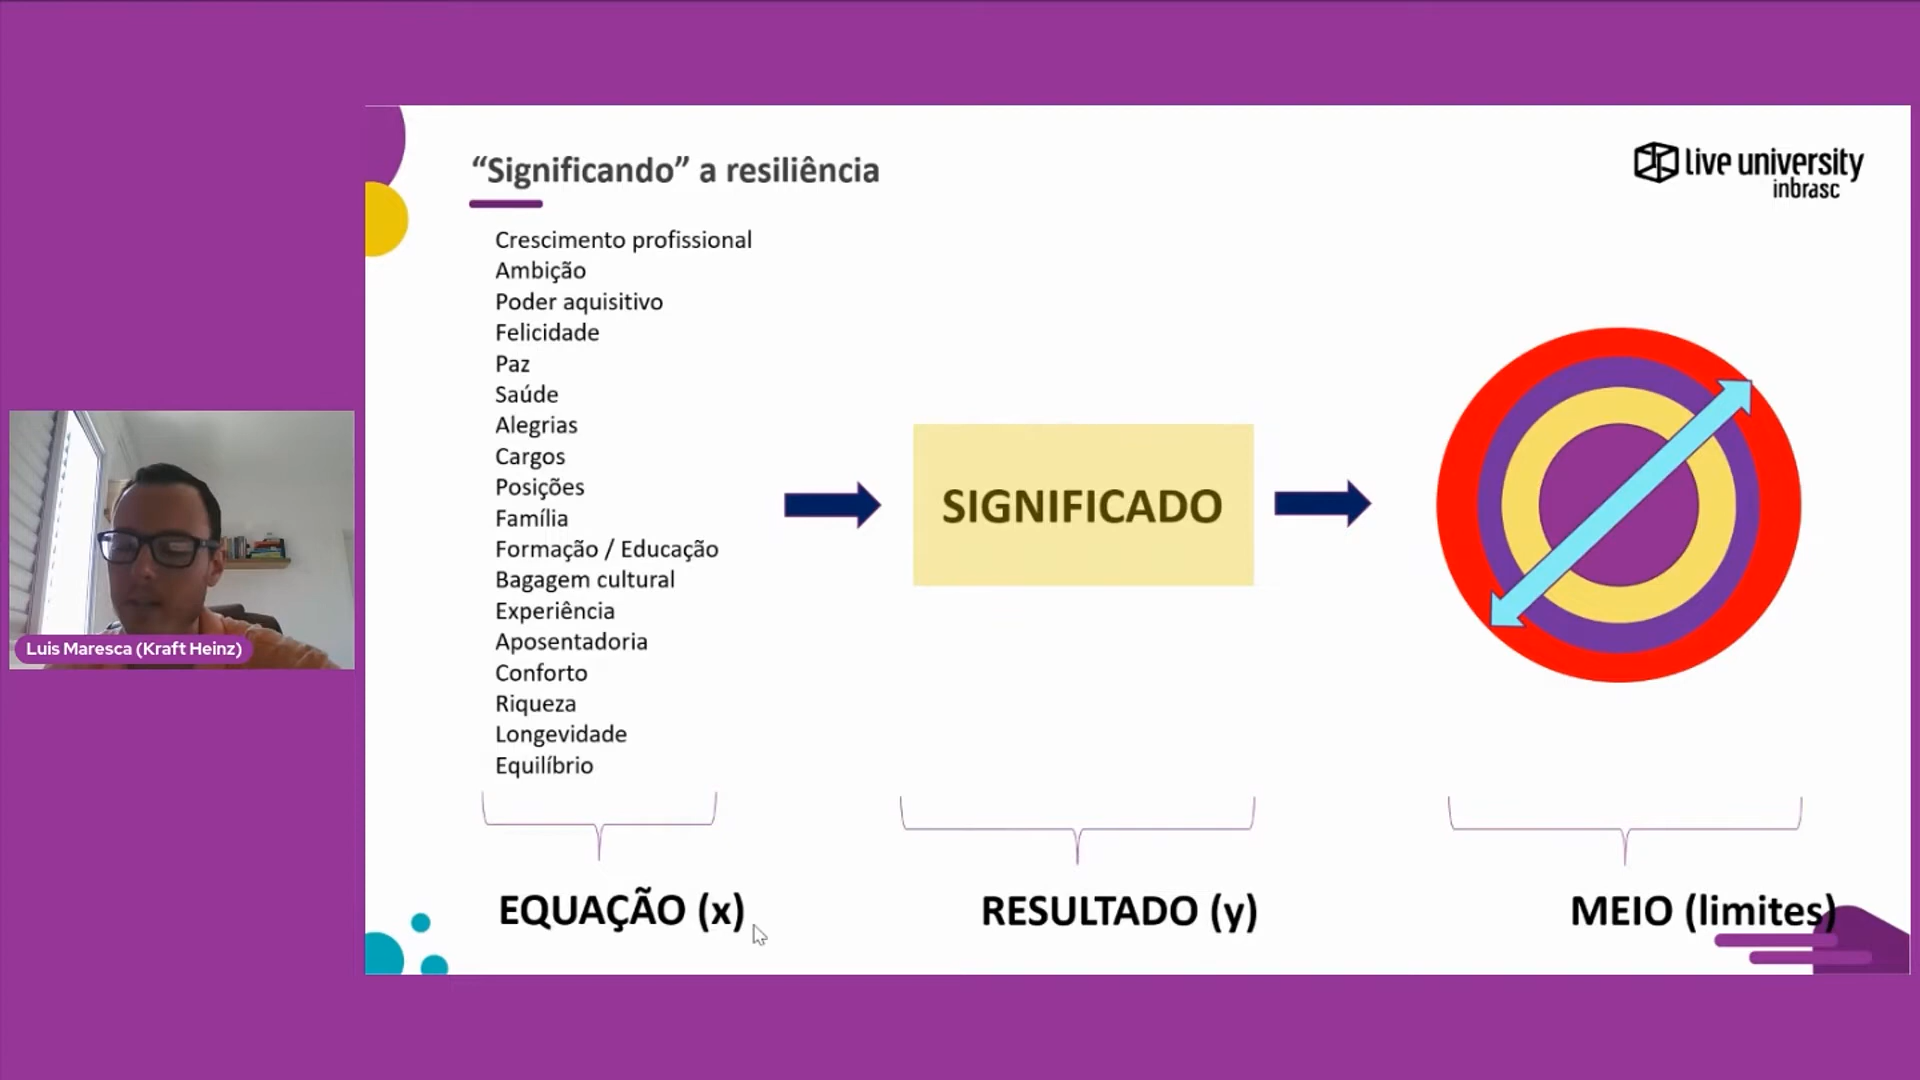 “Significando” a resiliência
live university
inbrasc
Crescimento profissional
Ambição
Poder aquisitivo
Felicidade
Paz
Saúde
Alegrias
Cargos
Posições
Família
Formação / Educação
Bagagem cultural
Experiência
Aposentadoria
Conforto
Riqueza
Longevidade
Equilíbrio
SIGNIFICADO
EQUAÇÃO (x)
RESULTADO (y)
MEIO (limites)
Luis Maresca (Kraft Heinz)